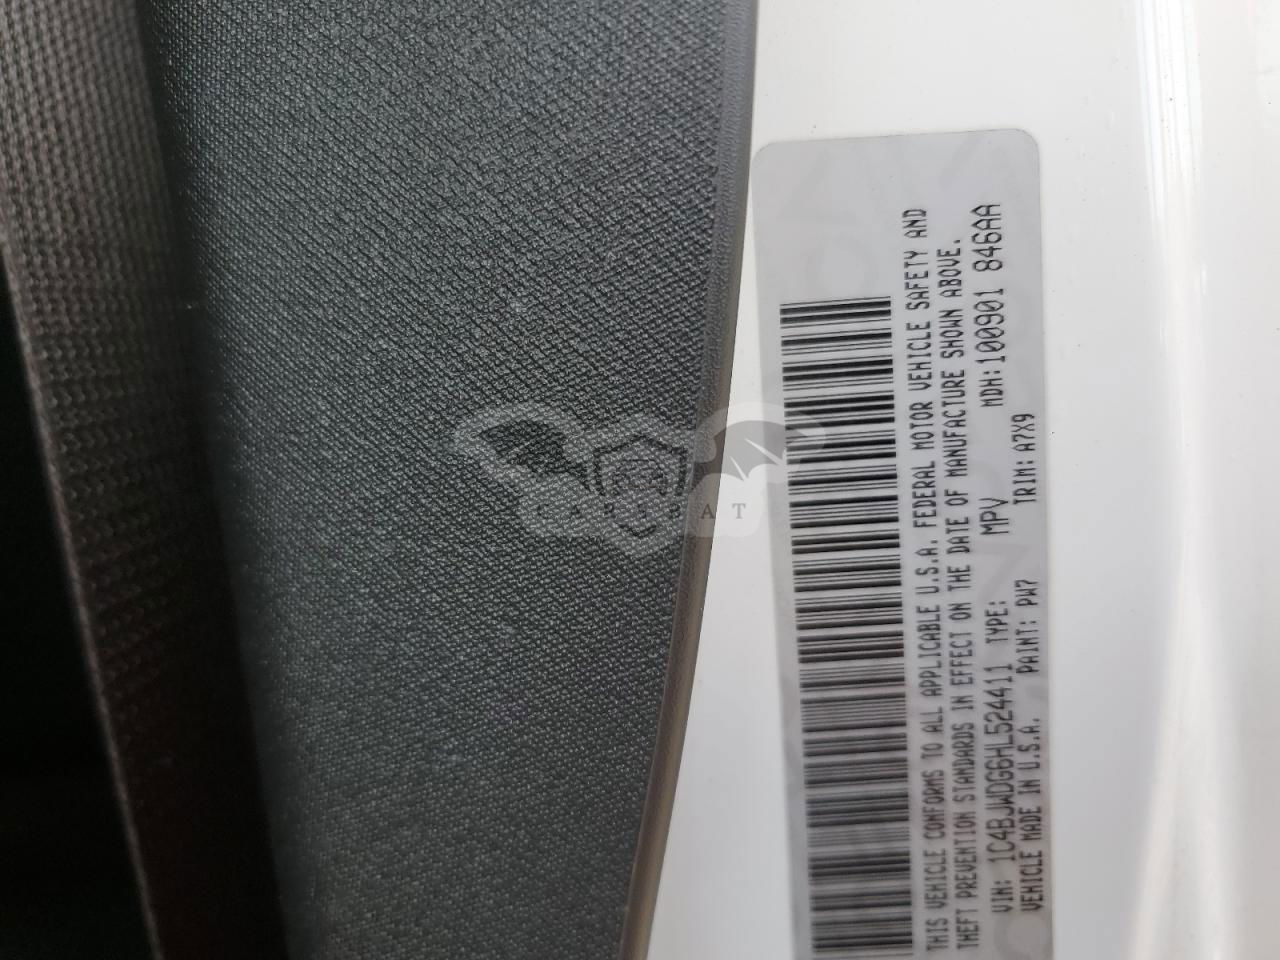 THIS VEHICLE CONFORMS TO ALL APPLICABLE U.S.A. FEDERAL MOTOR VEHICLE SAFETY AND
THEFT PREVENTION STANDARDS IN EFFECT ON THE DATE OF MANUFACTURE SHOWN ABOVE.
VIN: 1C4BJWDG6HL524411 TYPE: MPV MDH:100901 846AA
VEHICLE MADE IN U.S.A. PAINT: PW7 TRIM: A7X9
CARSBAT